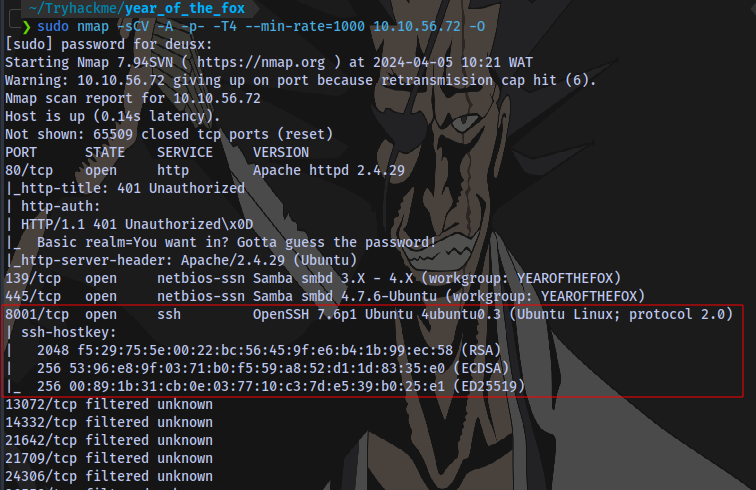 ~/Tryhackme/year_of_the_fox
❯ sudo nmap -sCV -A -p- -T4 --min-rate=1000 10.10.56.72 -O
[sudo] password for deusx:
Starting Nmap 7.94SVN ( https://nmap.org ) at 2024-04-05 10:21 WAT
Warning: 10.10.56.72 giving up on port because retransmission cap hit (6).
Nmap scan report for 10.10.56.72
Host is up (0.14s latency).
Not shown: 65509 closed tcp ports (reset)
PORT      STATE    SERVICE     VERSION
80/tcp    open     http        Apache httpd 2.4.29
|_http-title: 401 Unauthorized
| http-auth:
| HTTP/1.1 401 Unauthorized\x0D
|_  Basic realm=You want in? Gotta guess the password!
|_http-server-header: Apache/2.4.29 (Ubuntu)
139/tcp   open     netbios-ssn Samba smbd 3.X - 4.X (workgroup: YEAROFTHEFOX)
445/tcp   open     netbios-ssn Samba smbd 4.7.6-Ubuntu (workgroup: YEAROFTHEFOX)
8001/tcp  open     ssh         OpenSSH 7.6p1 Ubuntu 4ubuntu0.3 (Ubuntu Linux; protocol 2.0)
| ssh-hostkey:
|   2048 f5:29:75:5e:00:22:bc:56:45:9f:e6:b4:1b:99:ec:58 (RSA)
|   256 53:96:e8:9f:03:71:b0:f5:59:a8:52:d1:1d:83:35:e0 (ECDSA)
|_  256 00:89:1b:31:cb:0e:03:77:10:c3:7d:e5:39:b0:25:e1 (ED25519)
13072/tcp filtered unknown
14332/tcp filtered unknown
21642/tcp filtered unknown
21709/tcp filtered unknown
24306/tcp filtered unknown